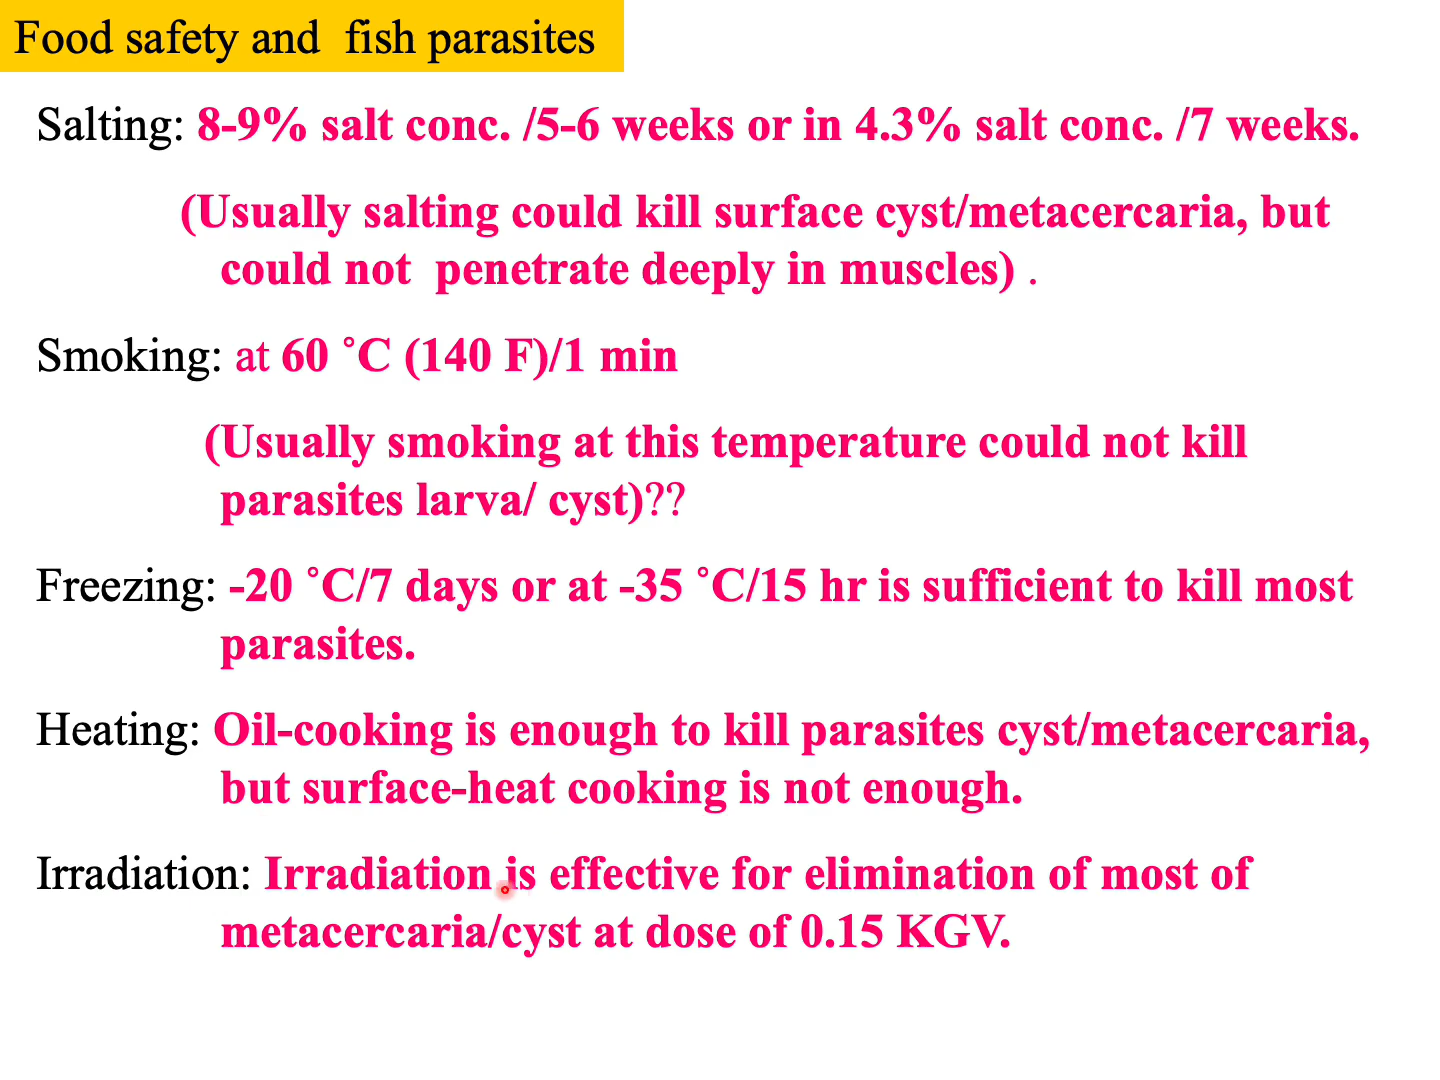 Food safety and  fish parasites
Salting: 8-9% salt conc. /5-6 weeks or in 4.3% salt conc. /7 weeks.
(Usually salting could kill surface cyst/metacercaria, but
could not  penetrate deeply in muscles) .
Smoking: at 60 ˚C (140 F)/1 min
(Usually smoking at this temperature could not kill
parasites larva/ cyst)??
Freezing: -20 ˚C/7 days or at -35 ˚C/15 hr is sufficient to kill most
parasites.
Heating: Oil-cooking is enough to kill parasites cyst/metacercaria,
but surface-heat cooking is not enough.
Irradiation: Irradiation is effective for elimination of most of
metacercaria/cyst at dose of 0.15 KGV.